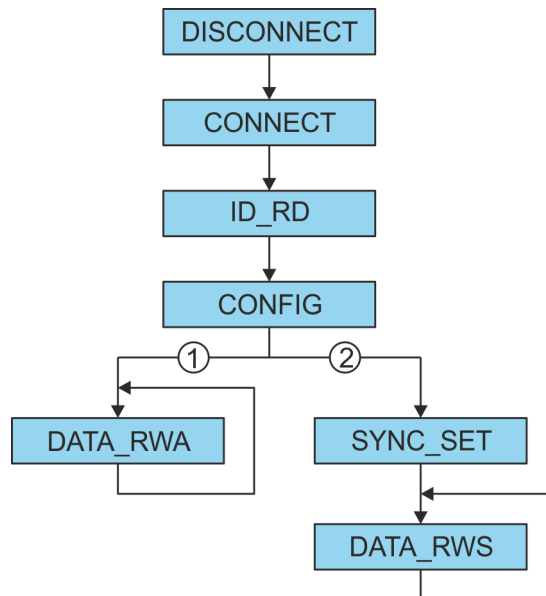 DISCONNECT
CONNECT
ID_RD
CONFIG
1
2
DATA_RWA
SYNC_SET
DATA_RWS